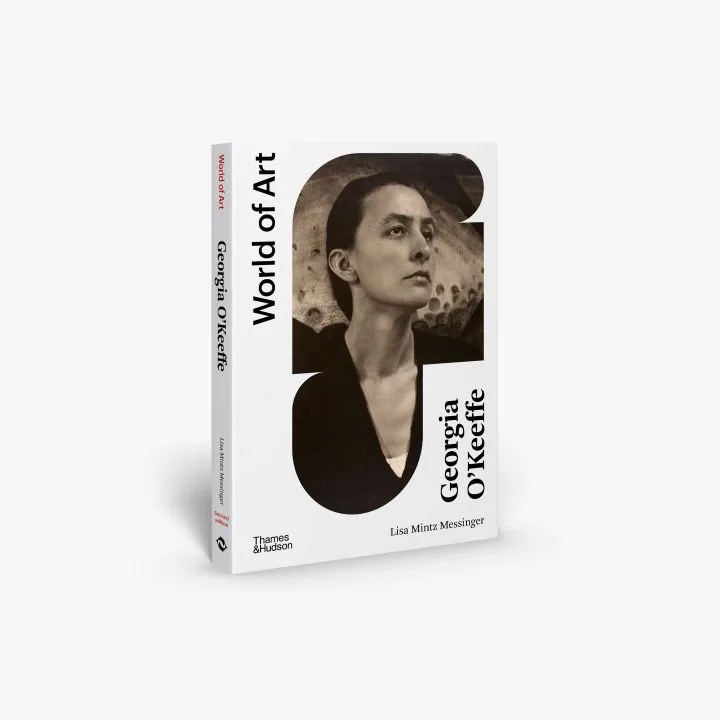 World of Art
Georgia O'Keeffe
Lisa Mintz Messinger
Second
edition
World of Art
Georgia
O'Keeffe
Lisa Mintz Messinger
Thames
&Hudson